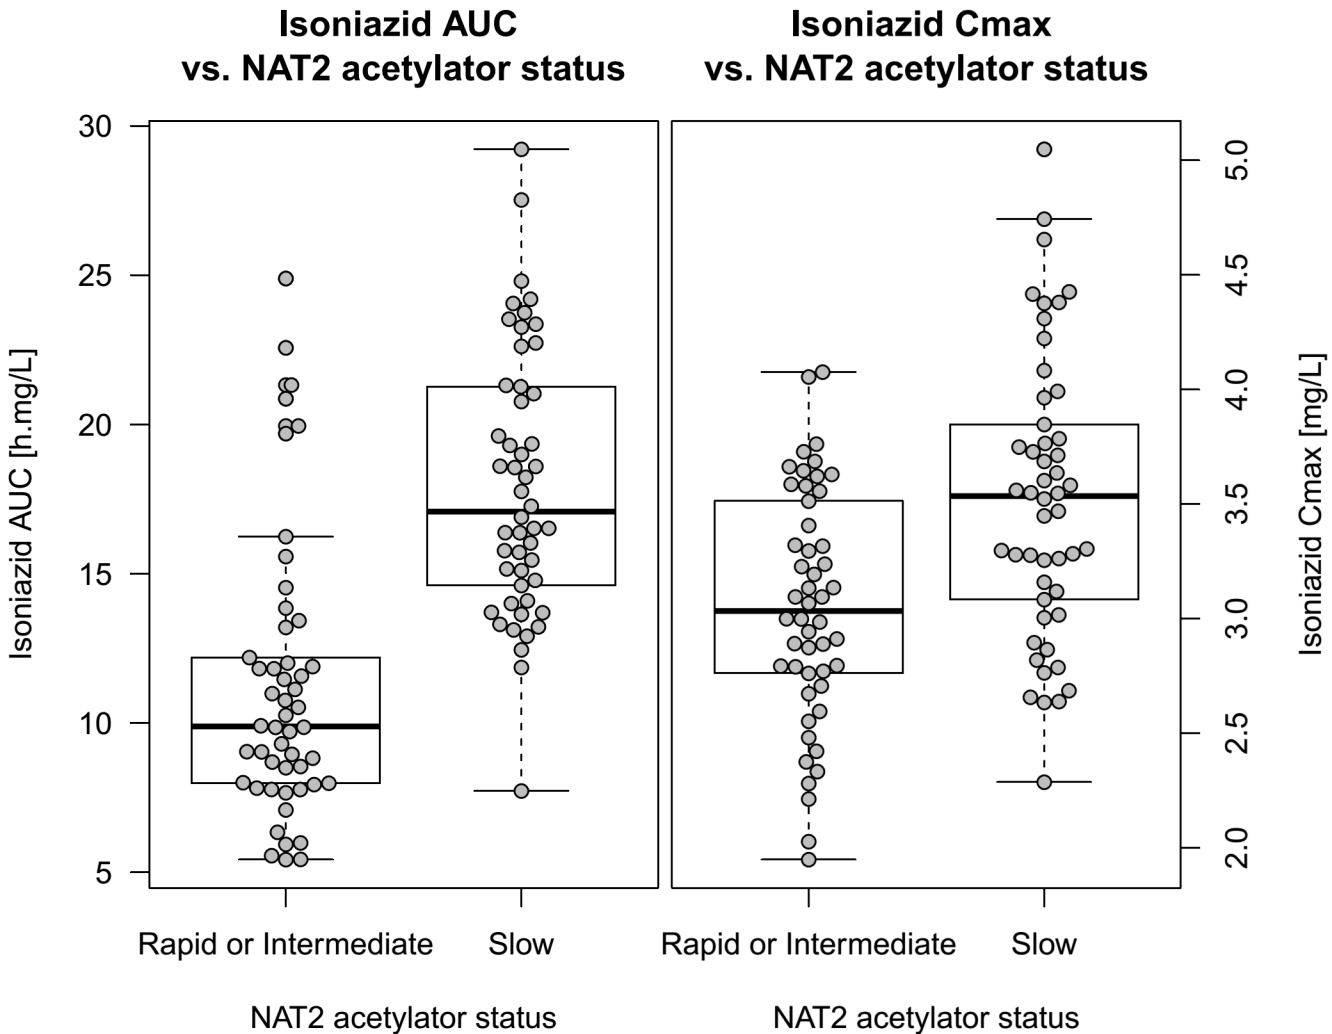 Isoniazid AUC
vs. NAT2 acetylator status
Isoniazid Cmax
vs. NAT2 acetylator status
Isoniazid AUC [h.mg/L]
30
25
20
15
10
5
5.0
4.5
4.0
3.5
3.0
2.5
2.0
Isoniazid Cmax [mg/L]
Rapid or Intermediate
Slow
Rapid or Intermediate
Slow
NAT2 acetylator status
NAT2 acetylator status